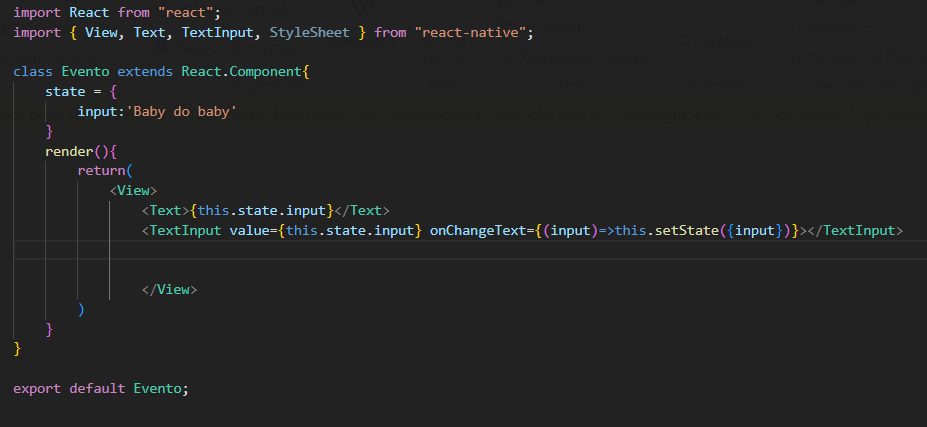 import React from "react";
import { View, Text, TextInput, StyleSheet } from "react-native";
class Evento extends React.Component{
state = {
input:'Baby do baby'
}
render(){
return(
<View>
<Text>{this.state.input}</Text>
<TextInput value={this.state.input} onChangeText={(input)=>this.setState({input})}></TextInput>
</View>
)
}
}
export default Evento;